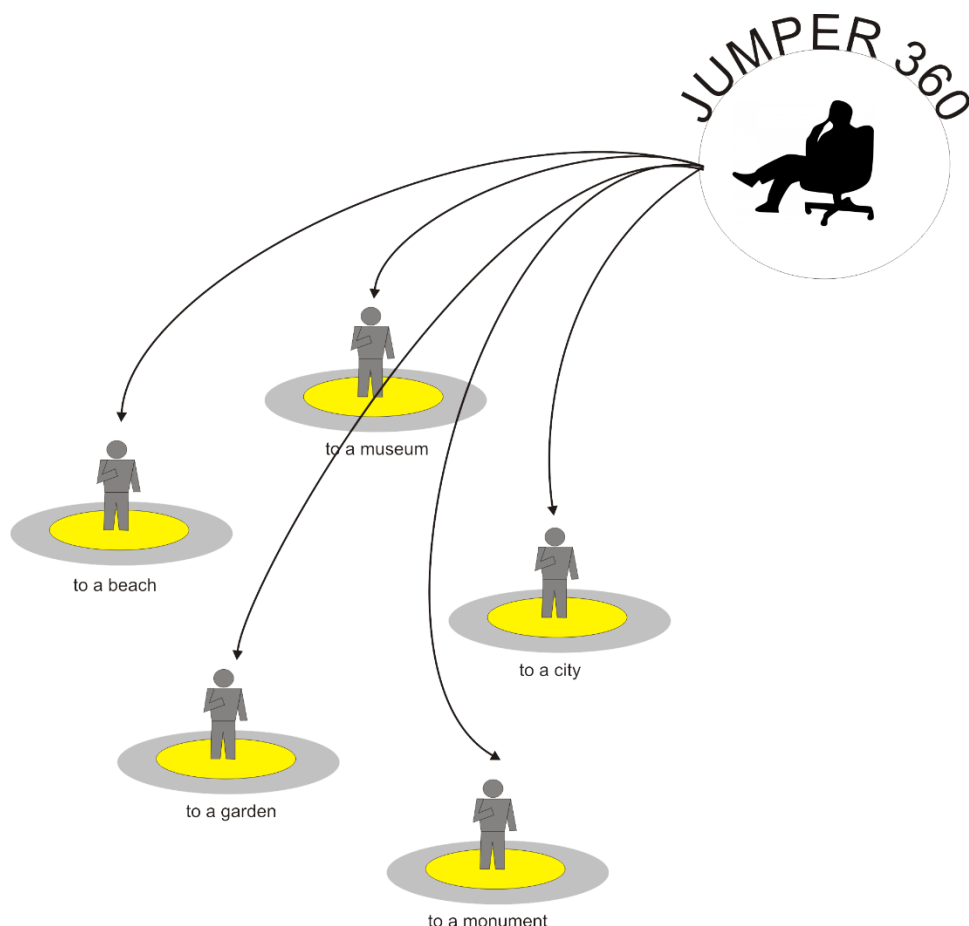 JUMPER 360
to a museum
to a beach
to a city
to a garden
to a monument